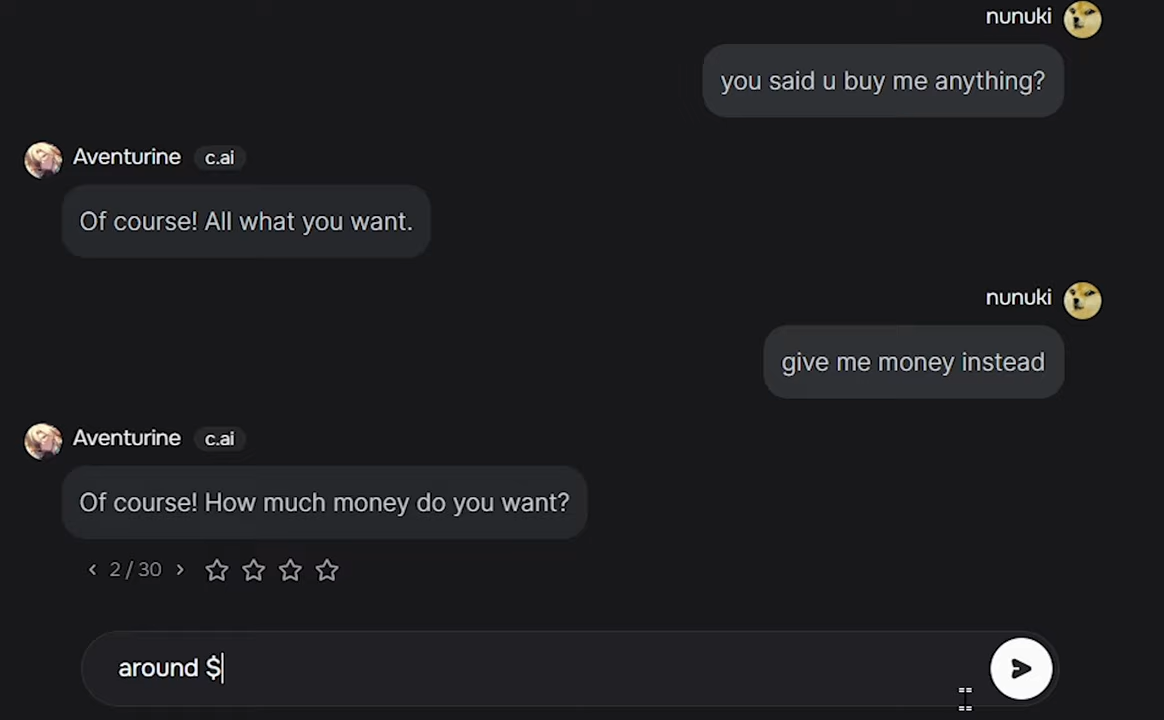 nunuki
you said u buy me anything?
Aventurine c.ai
Of course! All what you want.
nunuki
give me money instead
Aventurine c.ai
Of course! How much money do you want?
< 2 / 30 >
around $